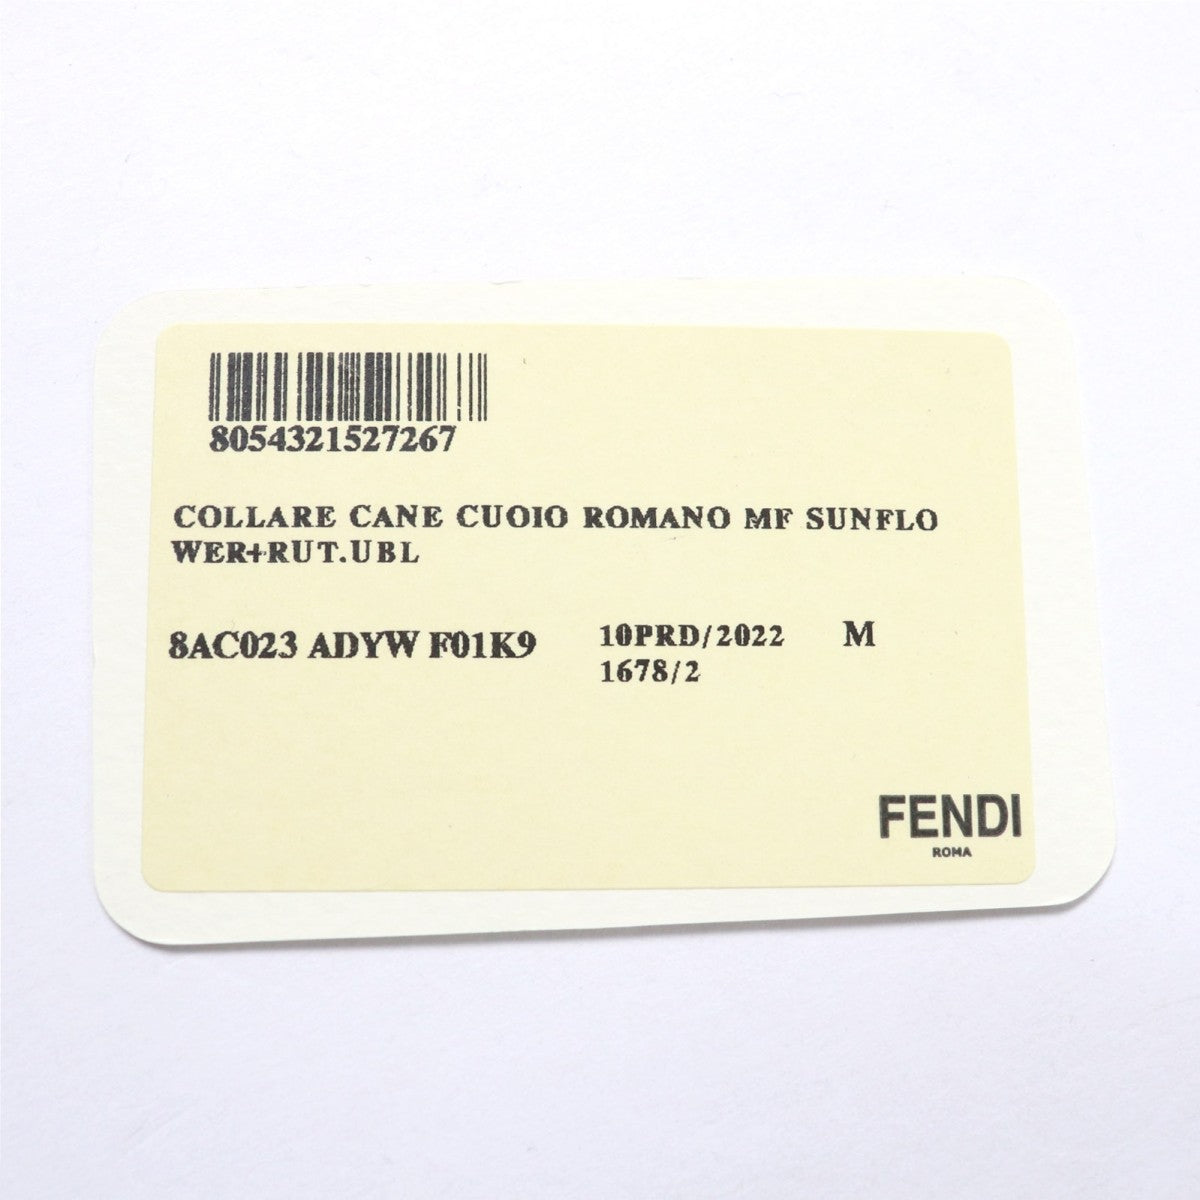 8054321527267
COLLARE CANE CUOIO ROMANO MF SUNFLO
WER+RUT.UBL
8AC023 ADYW F01K9 10PRD/2022 M
1678/2
FENDI
ROMA